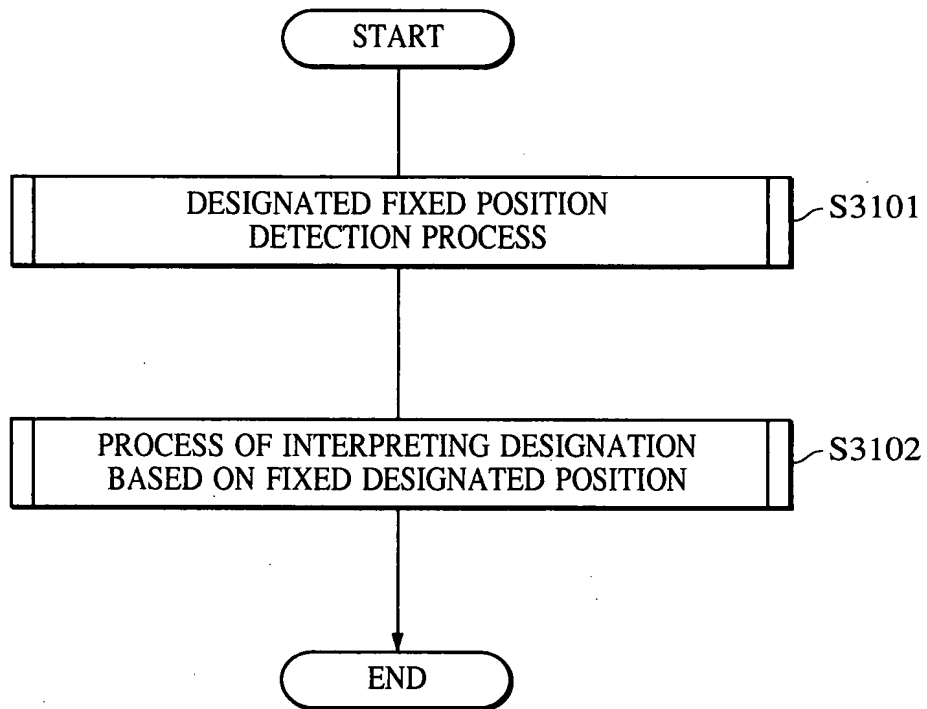 START
DESIGNATED FIXED POSITION
DETECTION PROCESS
S3101
PROCESS OF INTERPRETING DESIGNATION
BASED ON FIXED DESIGNATED POSITION
S3102
END